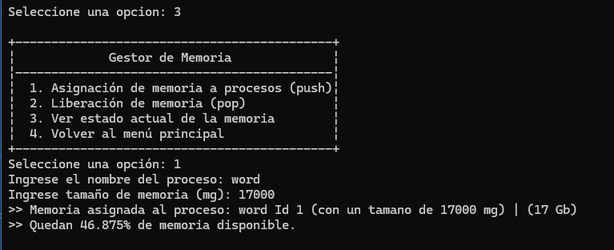 Seleccione una opcion: 3
Gestor de Memoria
1. Asignación de memoria a procesos (push)
2. Liberación de memoria (pop)
3. Ver estado actual de la memoria
4. Volver al menú principal
Seleccione una opción: 1
Ingrese el nombre del proceso: word
Ingrese tamaño de memoria (mg): 17000
>> Memoria asignada al proceso: word Id 1 (con un tamano de 17000 mg) | (17 Gb)
>> Quedan 46.875% de memoria disponible.